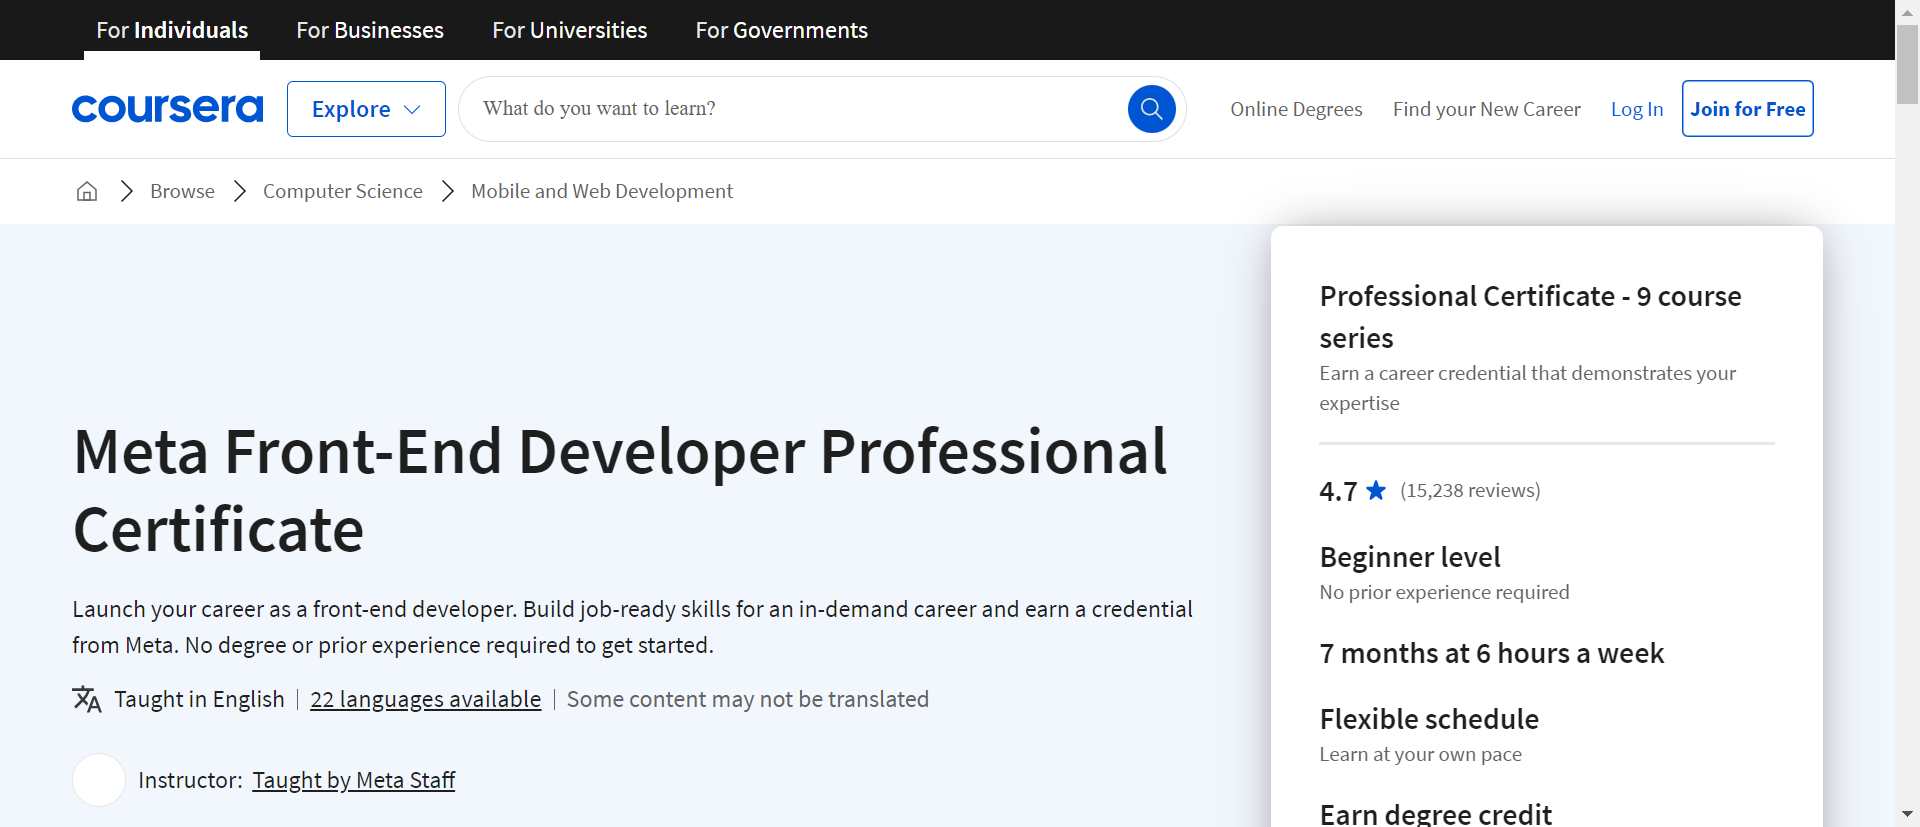 For Individuals For Businesses For Universities For Governments
coursera Explore What do you want to learn? Online Degrees Find your New Career Log In Join for Free
Browse Computer Science Mobile and Web Development
Meta Front-End Developer Professional
Certificate
Launch your career as a front-end developer. Build job-ready skills for an in-demand career and earn a credential
from Meta. No degree or prior experience required to get started.
Taught in English 22 languages available Some content may not be translated
Instructor: Taught by Meta Staff
Professional Certificate - 9 course
series
Earn a career credential that demonstrates your
expertise
4.7 (15,238 reviews)
Beginner level
No prior experience required
7 months at 6 hours a week
Flexible schedule
Learn at your own pace
Earn degree credit